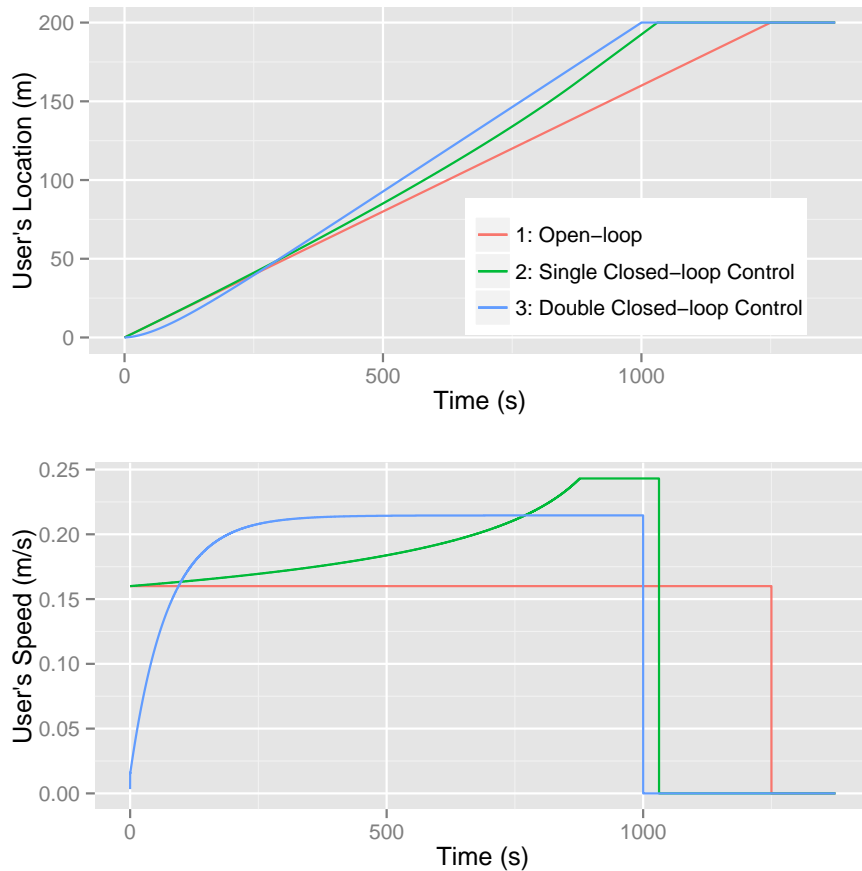 200
150
100
50
0
User's Location (m)
1: Open−loop
2: Single Closed−loop Control
3: Double Closed−loop Control
0 500 1000
Time (s)
0.25
0.20
0.15
0.10
0.05
0.00
User's Speed (m/s)
0 500 1000
Time (s)